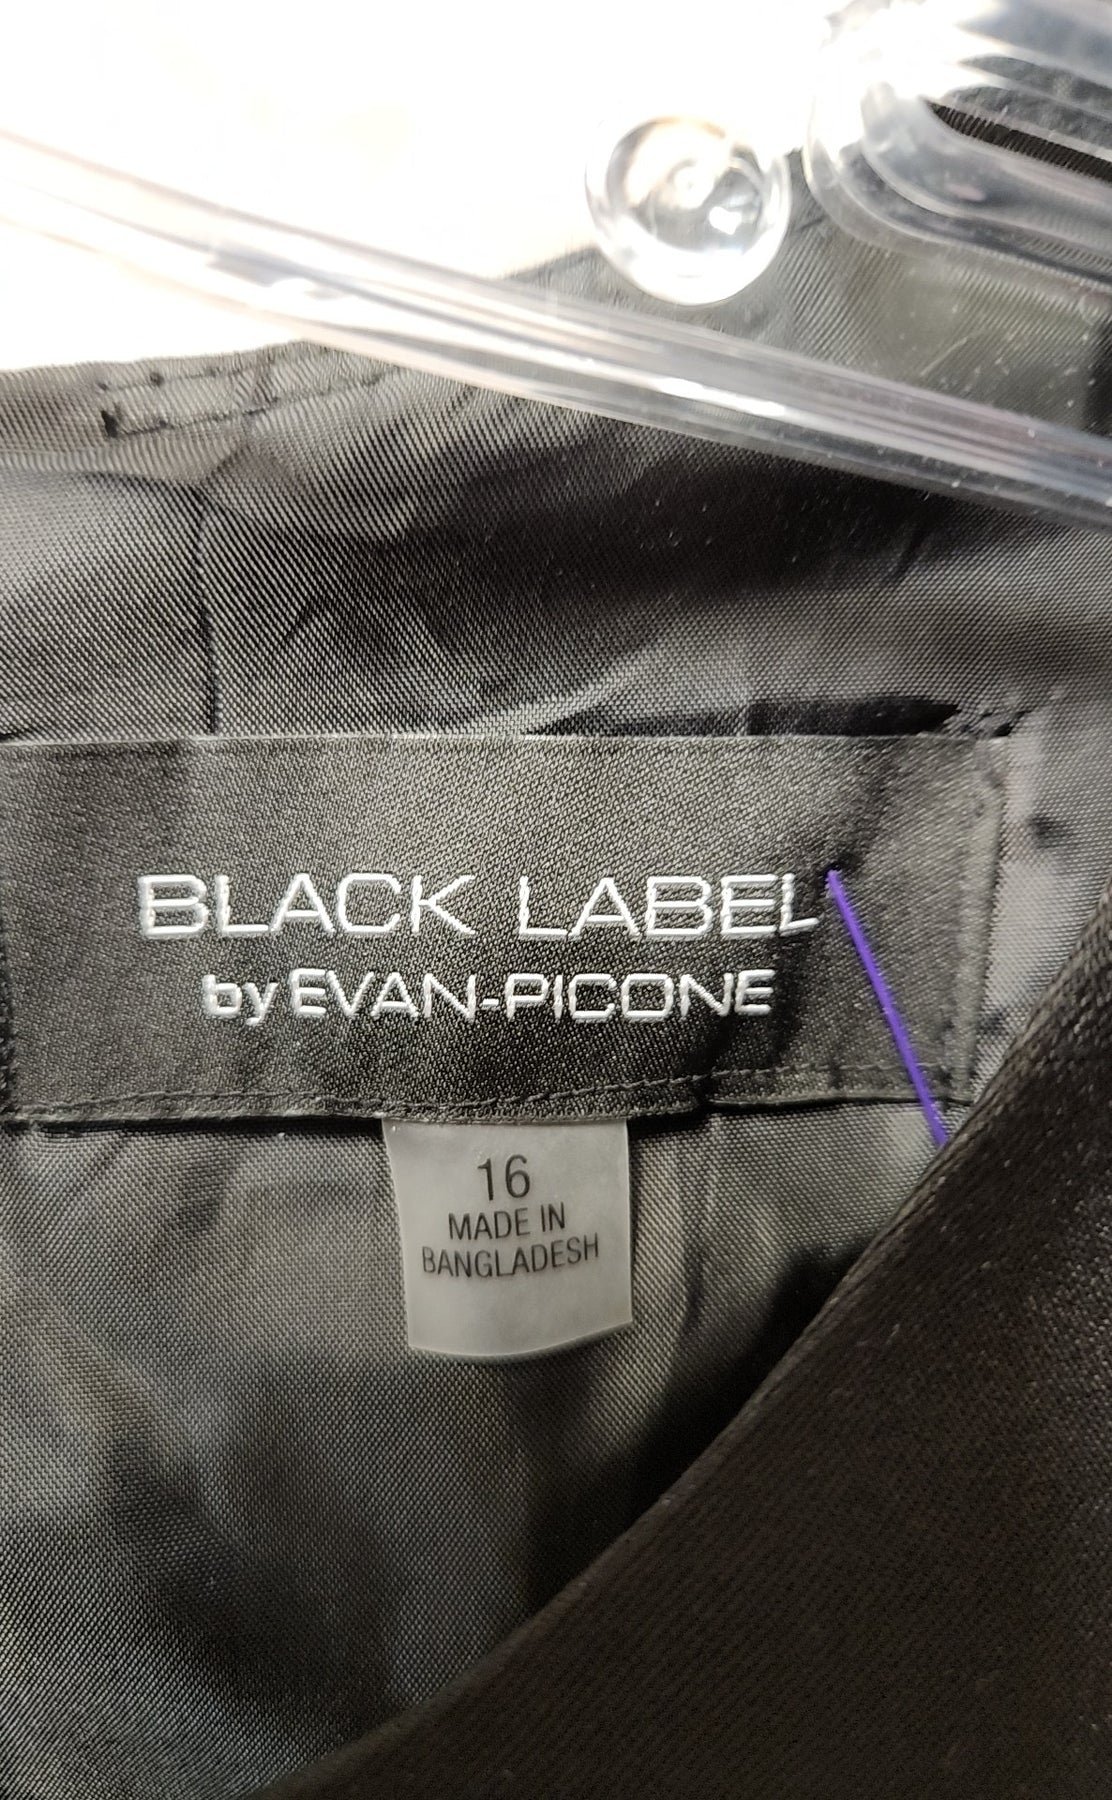 BLACK LABEL
by EVAN-PICONE
16
MADE IN
BANGLADESH